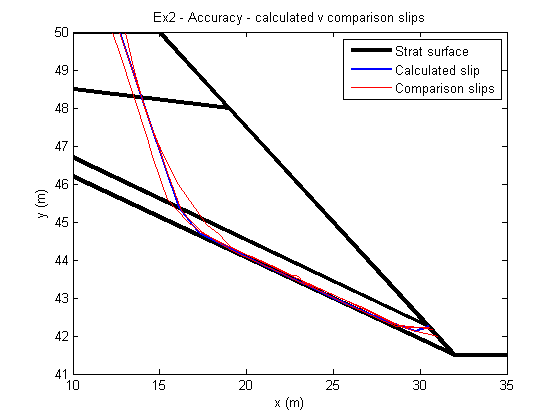 Ex2 - Accuracy - calculated v comparison slips
Strat surface
Calculated slip
Comparison slips
50
49
48
47
46
45
44
43
42
41
y (m)
10 15 20 25 30 35
x (m)